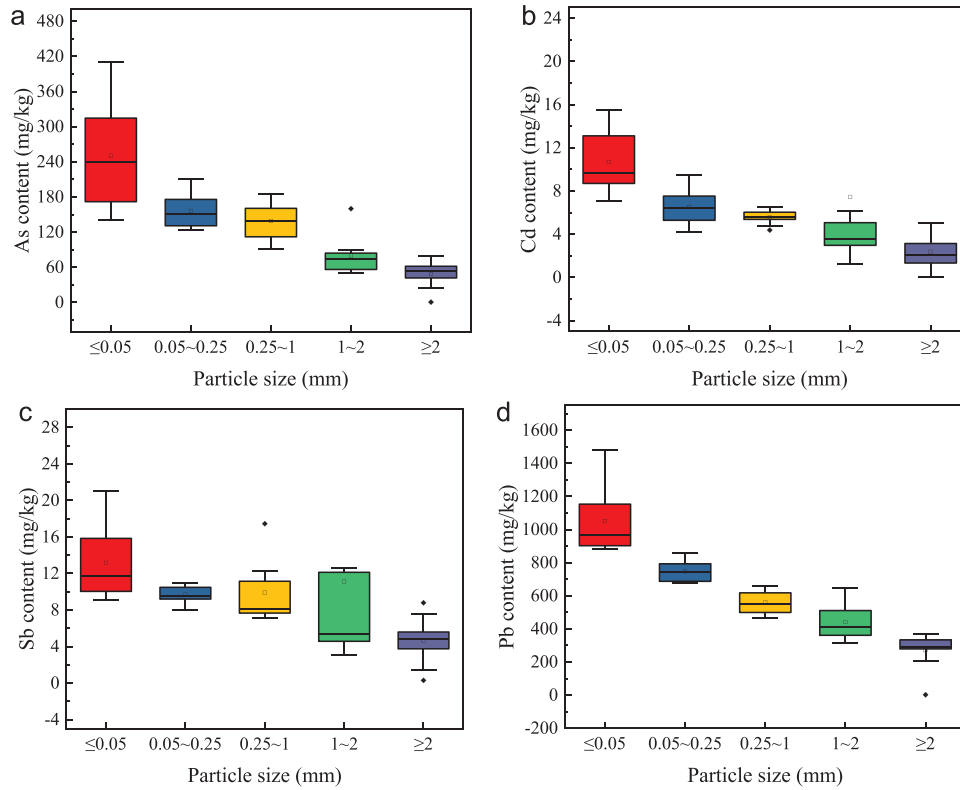 a
As content (mg/kg)
480
420
360
300
240
180
120
60
0
≤0.05 0.05~0.25 0.25~1 1~2 ≥2
Particle size (mm)
b
Cd content (mg/kg)
24
20
16
12
8
4
0
-4
≤0.05 0.05~0.25 0.25~1 1~2 ≥2
Particle size (mm)
c
Sb content (mg/kg)
28
24
20
16
12
8
4
0
-4
≤0.05 0.05~0.25 0.25~1 1~2 ≥2
Particle size (mm)
d
Pb content (mg/kg)
1600
1400
1200
1000
800
600
400
200
0
-200
≤0.05 0.05~0.25 0.25~1 1~2 ≥2
Particle size (mm)